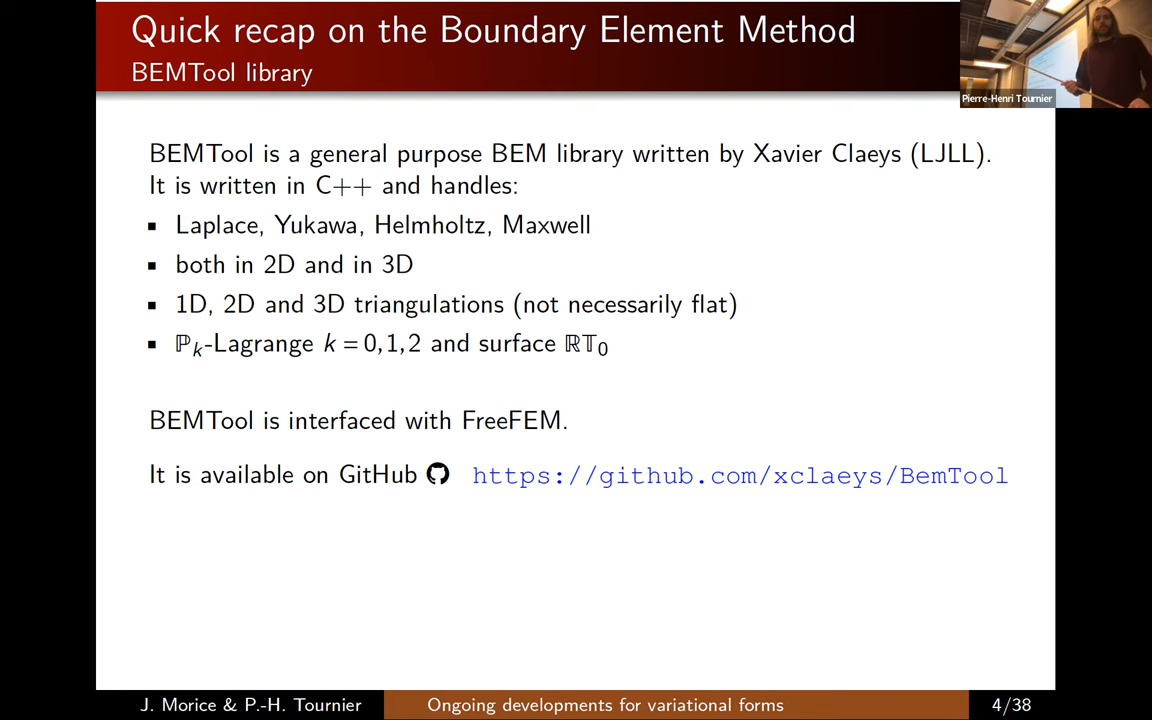 Quick recap on the Boundary Element Method
BEMTool library
Pierre-Henri Tournier
BEMTool is a general purpose BEM library written by Xavier Claeys (LJLL).
It is written in C++ and handles:
▪ Laplace, Yukawa, Helmholtz, Maxwell
▪ both in 2D and in 3D
▪ 1D, 2D and 3D triangulations (not necessarily flat)
▪ ℙₖ-Lagrange k = 0, 1, 2 and surface ℝ𝕋₀
BEMTool is interfaced with FreeFEM.
It is available on GitHub https://github.com/xclaeys/BemTool
J. Morice & P.-H. Tournier Ongoing developments for variational forms 4/38